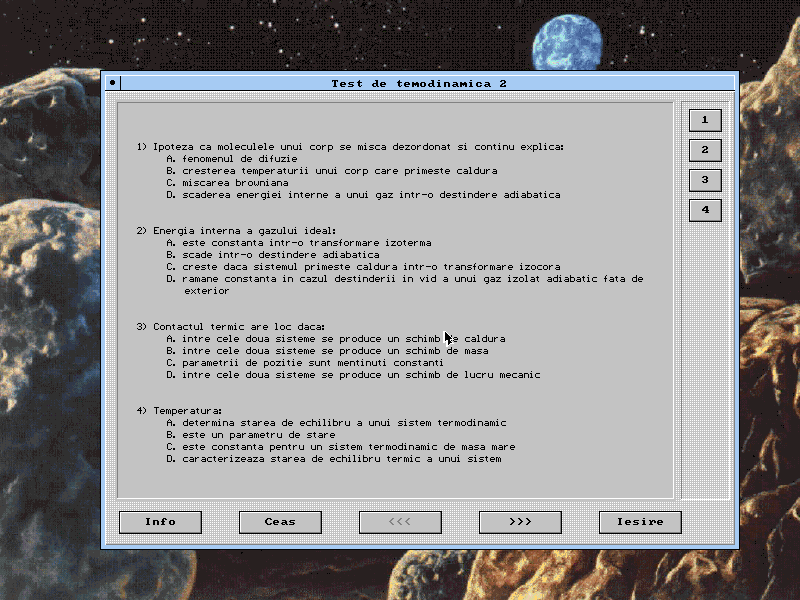 Test de temodinamica 2
1) Ipoteza ca moleculele unui corp se misca dezordonat si continu explica:
A. fenomenul de difuzie
B. cresterea temperaturii unui corp care primeste caldura
C. miscarea browniana
D. scaderea energiei interne a unui gaz intr-o destindere adiabatica
2) Energia interna a gazului ideal:
A. este constanta intr-o transformare izoterma
B. scade intr-o destindere adiabatica
C. creste daca sistemul primeste caldura intr-o transformare izocora
D. ramane constanta in cazul destinderii in vid a unui gaz izolat adiabatic fata de
exterior
3) Contactul termic are loc daca:
A. intre cele doua sisteme se produce un schimb de caldura
B. intre cele doua sisteme se produce un schimb de masa
C. parametrii de pozitie sunt mentinuti constanti
D. intre cele doua sisteme se produce un schimb de lucru mecanic
4) Temperatura:
A. determina starea de echilibru a unui sistem termodinamic
B. este un parametru de stare
C. este constanta pentru un sistem termodinamic de masa mare
D. caracterizeaza starea de echilibru termic a unui sistem
1
2
3
4
Info Ceas <<< >>> Iesire